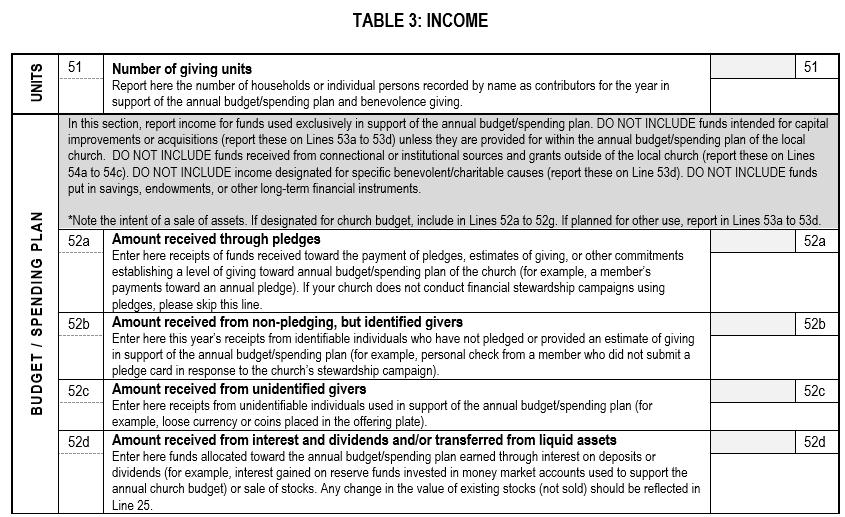 TABLE 3: INCOME
UNITS
51
Number of giving units
51
Report here the number of households or individual persons recorded by name as contributors for the year in
support of the annual budget/spending plan and benevolence giving.
BUDGET / SPENDING PLAN
In this section, report income for funds used exclusively in support of the annual budget/spending plan. DO NOT INCLUDE funds intended for capital
improvements or acquisitions (report these on Lines 53a to 53d) unless they are provided for within the annual budget/spending plan of the local
church. DO NOT INCLUDE funds received from connectional or institutional sources and grants outside of the local church (report these on Lines
54a to 54c). DO NOT INCLUDE income designated for specific benevolent/charitable causes (report these on Line 53d). DO NOT INCLUDE funds
put in savings, endowments, or other long-term financial instruments.
*Note the intent of a sale of assets. If designated for church budget, include in Lines 52a to 52g. If planned for other use, report in Lines 53a to 53d.
52a
Amount received through pledges
52a
Enter here receipts of funds received toward the payment of pledges, estimates of giving, or other commitments
establishing a level of giving toward annual budget/spending plan of the church (for example, a member's
payments toward an annual pledge). If your church does not conduct financial stewardship campaigns using
pledges, please skip this line.
52b
Amount received from non-pledging, but identified givers
52b
Enter here this year's receipts from identifiable individuals who have not pledged or provided an estimate of giving
in support of the annual budget/spending plan (for example, personal check from a member who did not submit a
pledge card in response to the church's stewardship campaign).
52c
Amount received from unidentified givers
52c
Enter here receipts from unidentifiable individuals used in support of the annual budget/spending plan (for
example, loose currency or coins placed in the offering plate).
52d
Amount received from interest and dividends and/or transferred from liquid assets
52d
Enter here funds allocated toward the annual budget/spending plan earned through interest on deposits or
dividends (for example, interest gained on reserve funds invested in money market accounts used to support the
annual church budget) or sale of stocks. Any change in the value of existing stocks (not sold) should be reflected in
Line 25.